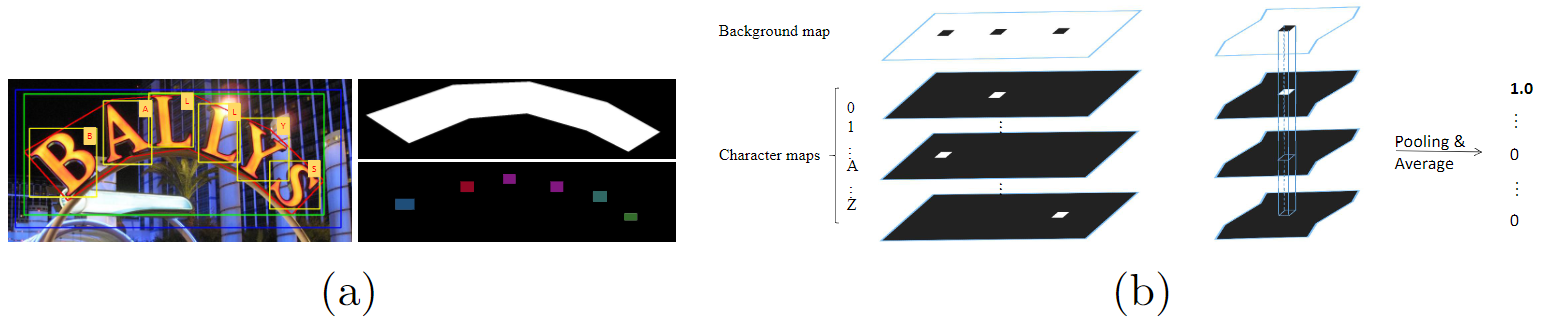 BALLYS
B
A
L
L
Y
S
(a)
Background map
Character maps
0
1
⋮
A
⋮
Z
⋮
⋮
Pooling &
Average
1.0
⋮
0
⋮
0
(b)